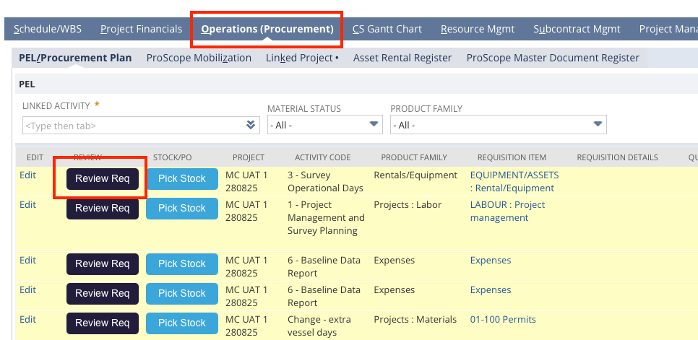 Schedule/WBS Project Financials Operations (Procurement) CS Gantt Chart Resource Mgmt Subcontract Mgmt Project Mana
PEL/Procurement Plan ProScope Mobilization Linked Project • Asset Rental Register ProScope Master Document Register
PEL
LINKED ACTIVITY * MATERIAL STATUS PRODUCT FAMILY
<Type then tab> - All - - All -
EDIT REVIEW STOCK/PO PROJECT ACTIVITY CODE PRODUCT FAMILY REQUISITION ITEM REQUISITION DETAILS QU
Edit Review Req Pick Stock MC UAT 1 3 - Survey Rentals/Equipment EQUIPMENT/ASSETS
280825 Operational Days : Rental/Equipment
Edit Review Req Pick Stock MC UAT 1 1 - Project Projects : Labor LABOUR : Project
280825 Management and management
Survey Planning
Edit Review Req Pick Stock MC UAT 1 6 - Baseline Data Expenses Expenses
280825 Report
Edit Review Req Pick Stock MC UAT 1 6 - Baseline Data Expenses Expenses
280825 Report
Edit Review Req Pick Stock MC UAT 1 Change - extra Projects : Materials 01-100 Permits
280825 vessel days